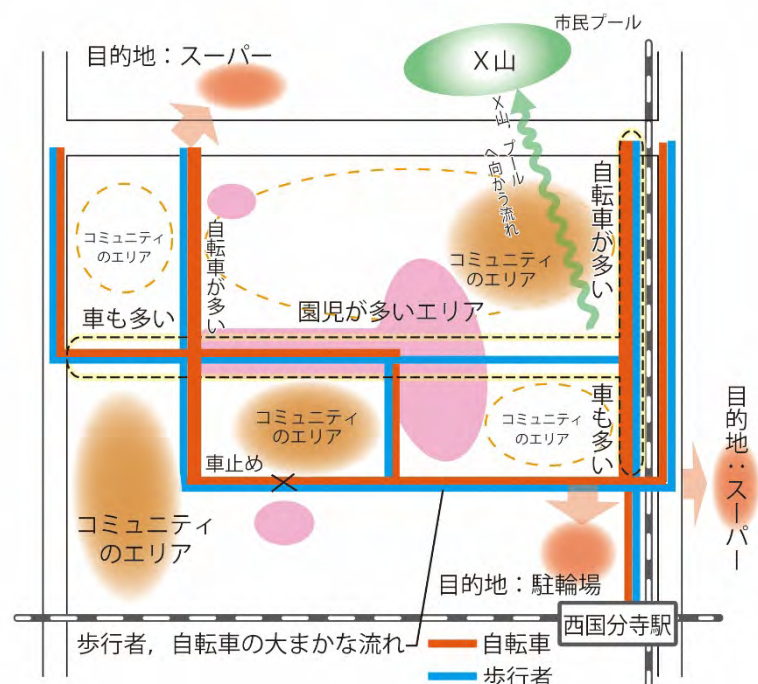 市民プール
目的地：スーパー
X山
X山，プール
へ向かう流れ
自転車が多い
自転車が多い
コミュニティ
のエリア
コミュニティ
のエリア
車も多い
園児が多いエリア
コミュニティ
のエリア
コミュニティ
のエリア
車も多い
目的地：スーパー
車止め
コミュニティ
のエリア
目的地：駐輪場
西国分寺駅
歩行者，自転車の大まかな流れ
自転車
歩行者